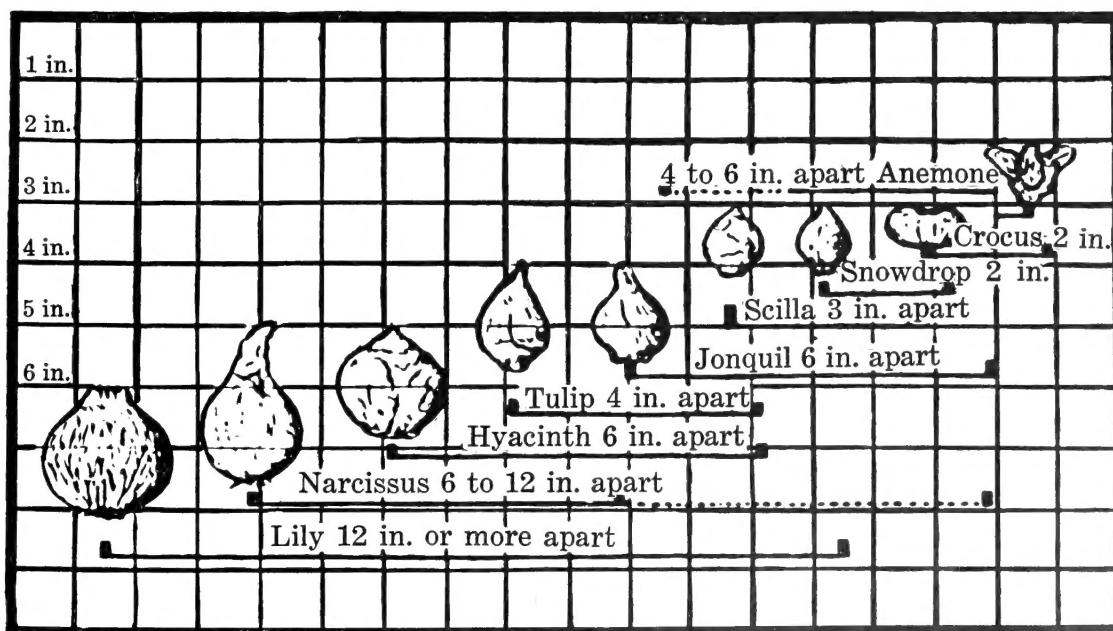 1 in.
2 in.
3 in.
4 to 6 in. apart Anemone
4 in.
Crocus 2 in.
Snowdrop 2 in.
5 in.
Scilla 3 in. apart
Jonquil 6 in. apart
6 in.
Tulip 4 in. apart
Hyacinth 6 in. apart
Narcissus 6 to 12 in. apart
Lily 12 in. or more apart